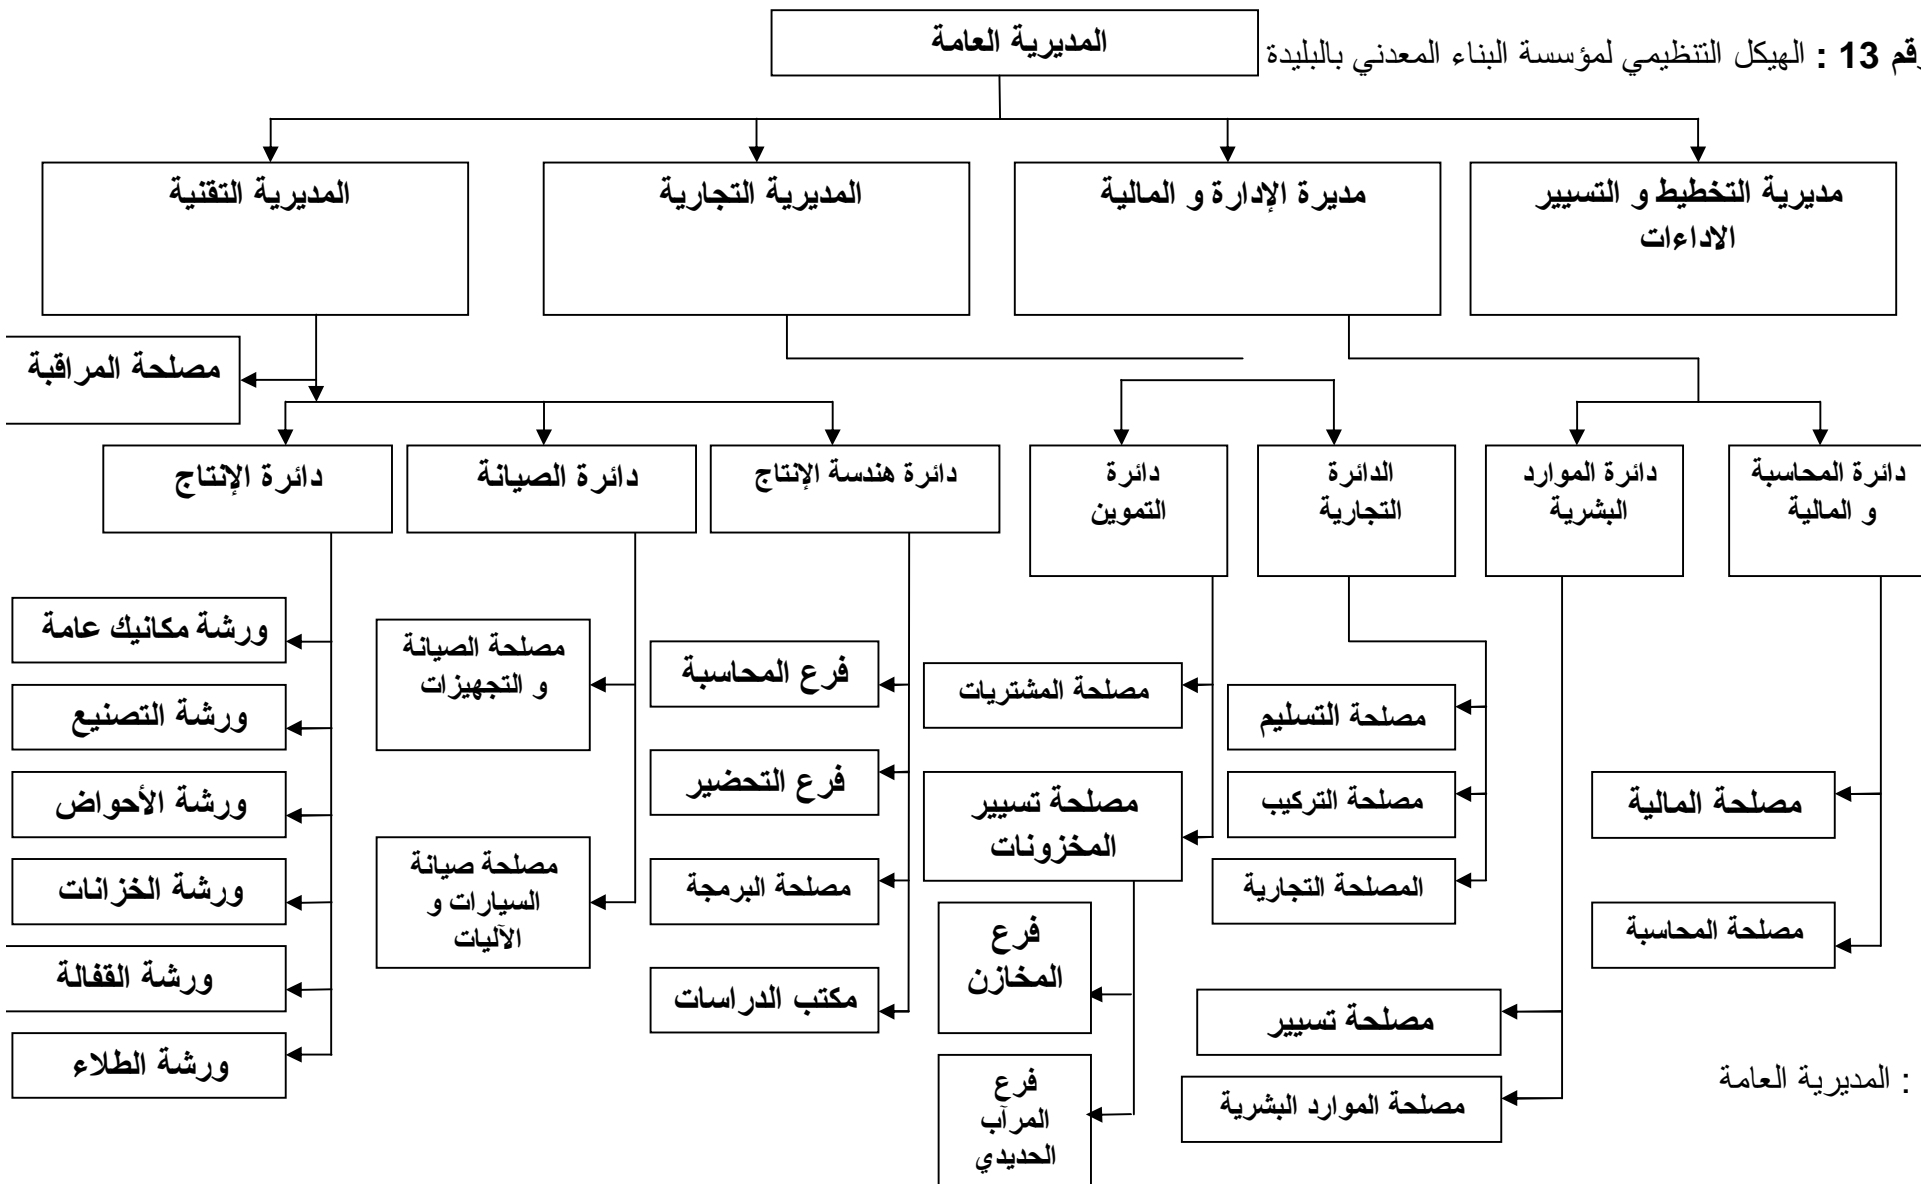 رقم 13 : الهيكل التنظيمي لمؤسسة البناء المعدني بالبليدة
المديرية العامة
مديرية التخطيط و التسيير
الاداءات
مديرة الإدارة و المالية
المديرية التجارية
المديرية التقنية
مصلحة المراقبة
دائرة المحاسبة
و المالية
دائرة الموارد
البشرية
الدائرة
التجارية
دائرة
التموين
دائرة هندسة الإنتاج
دائرة الصيانة
دائرة الإنتاج
مصلحة المالية
مصلحة المحاسبة
مصلحة تسيير
مصلحة الموارد البشرية
مصلحة التسليم
مصلحة التركيب
المصلحة التجارية
مصلحة المشتريات
مصلحة تسيير
المخزونات
فرع
المخازن
فرع
المرآب
الحديدي
فرع المحاسبة
فرع التحضير
مصلحة البرمجة
مكتب الدراسات
مصلحة الصيانة
و التجهيزات
مصلحة صيانة
السيارات و
الآليات
ورشة مكانيك عامة
ورشة التصنيع
ورشة الأحواض
ورشة الخزانات
ورشة القفالة
ورشة الطلاء
: المديرية العامة